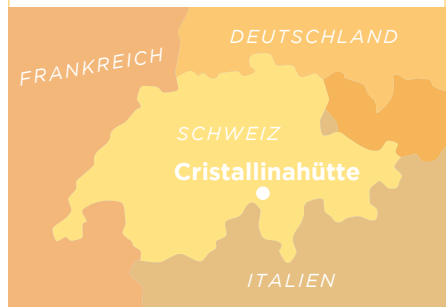 DEUTSCHLAND
FRANKREICH
SCHWEIZ
Cristallinahütte
ITALIEN